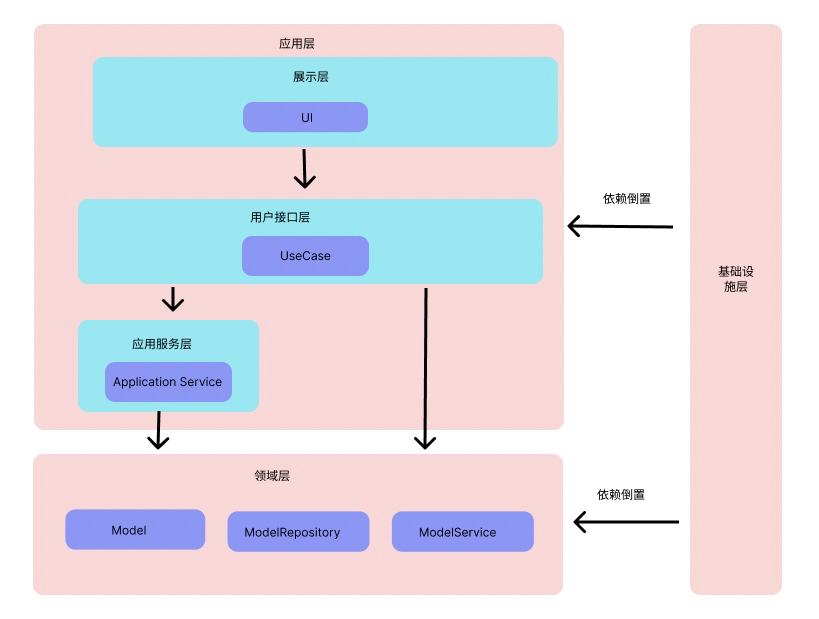 应用层
展示层
UI
用户接口层
UseCase
应用服务层
Application Service
领域层
Model
ModelRepository
ModelService
依赖倒置
依赖倒置
基础设
施层